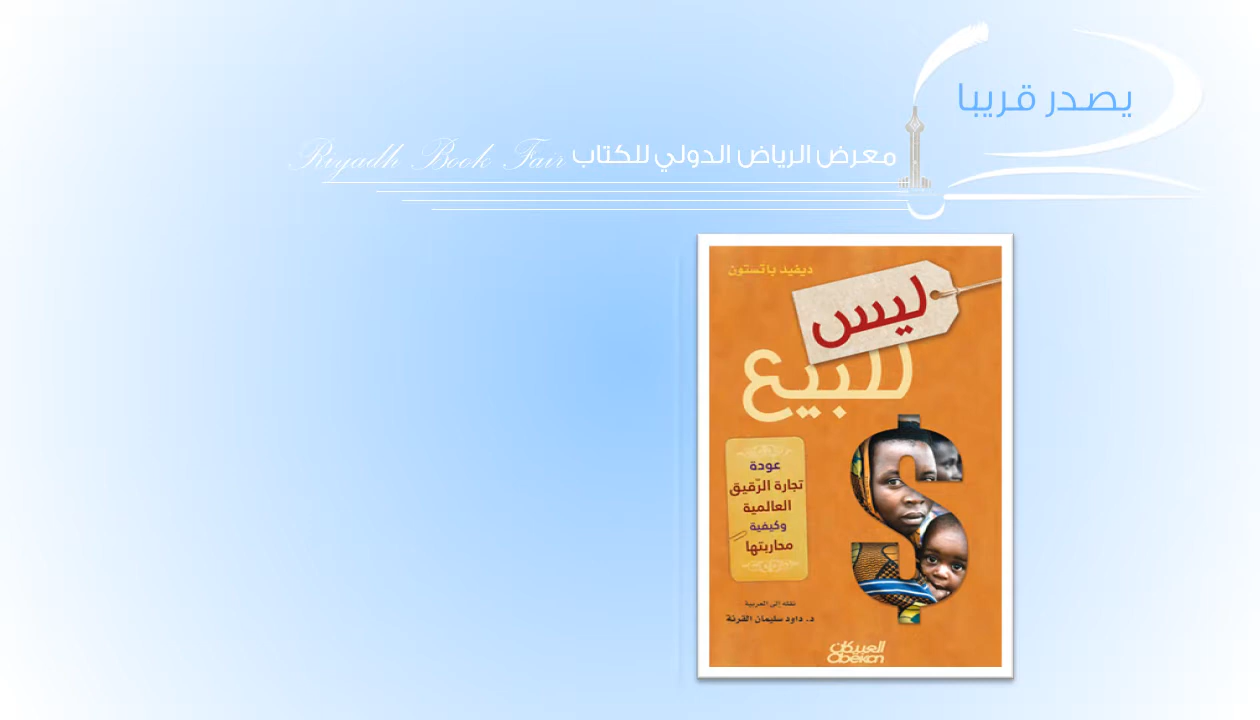 يصدر قريبا
معرض الرياض الدولي للكتاب Riyadh Book Fair
ديفيد باتستون
ليس
للبيع
عودة
تجارة الرّقيق
العالمية
وكيفية
محاربتها
نقله إلى العربية
د. داود سليمان القرنة
العبيكان
Obekan